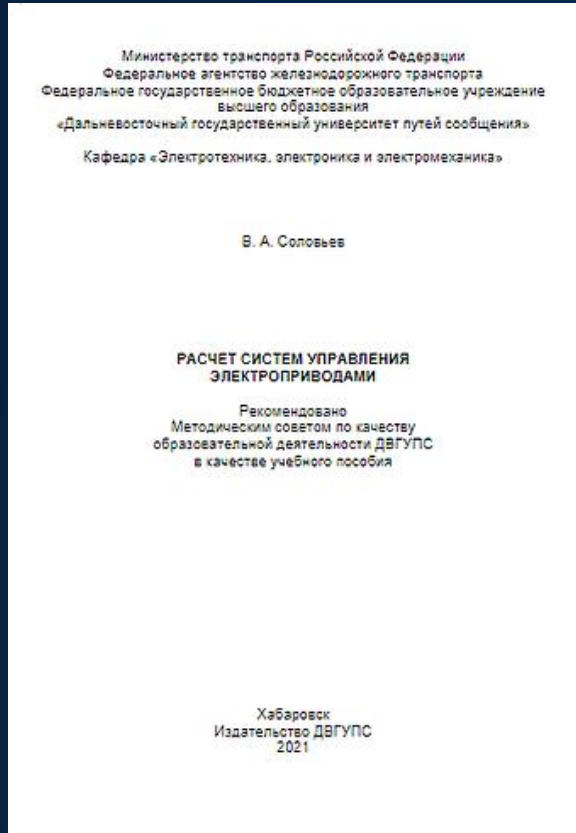 Министерство транспорта Российской Федерации
Федеральное агентство железнодорожного транспорта
Федеральное государственное бюджетное образовательное учреждение
высшего образования
«Дальневосточный государственный университет путей сообщения»
Кафедра «Электротехника, электроника и электромеханика»
В. А. Соловьев
РАСЧЕТ СИСТЕМ УПРАВЛЕНИЯ
ЭЛЕКТРОПРИВОДАМИ
Рекомендовано
Методическим советом по качеству
образовательной деятельности ДВГУПС
в качестве учебного пособия
Хабаровск
Издательство ДВГУПС
2021